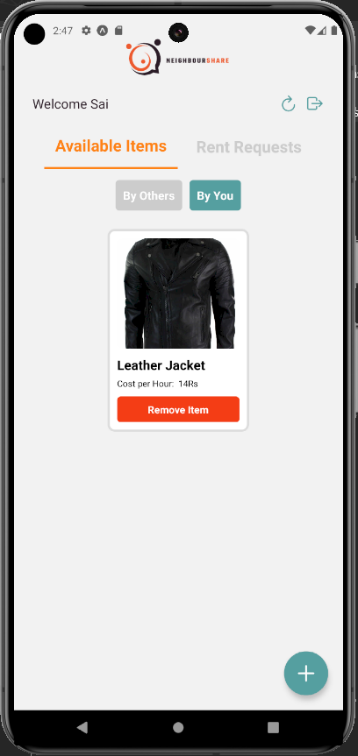 2:47
NEIGHBOURSHARE
Welcome Sai
Available Items
Rent Requests
By Others
By You
Leather Jacket
Cost per Hour: 14Rs
Remove Item